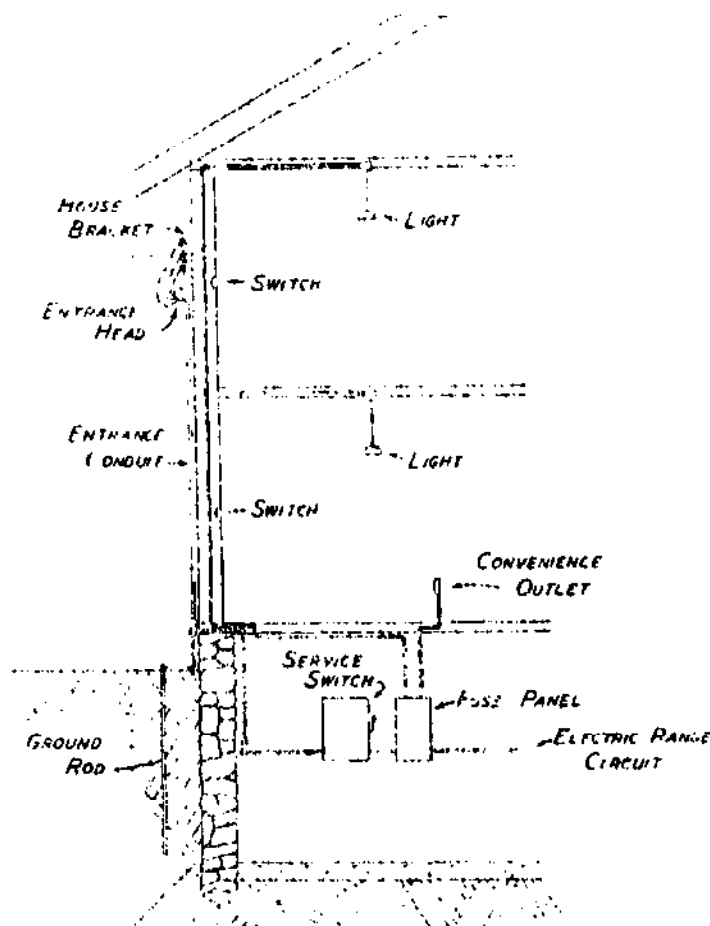 HOUSE
BRACKET
LIGHT
SWITCH
ENTRANCE
HEAD
ENTRANCE
CONDUIT
LIGHT
SWITCH
CONVENIENCE
OUTLET
SERVICE
SWITCH
FUSE PANEL
GROUND
ROD
ELECTRIC RANGE
CIRCUIT